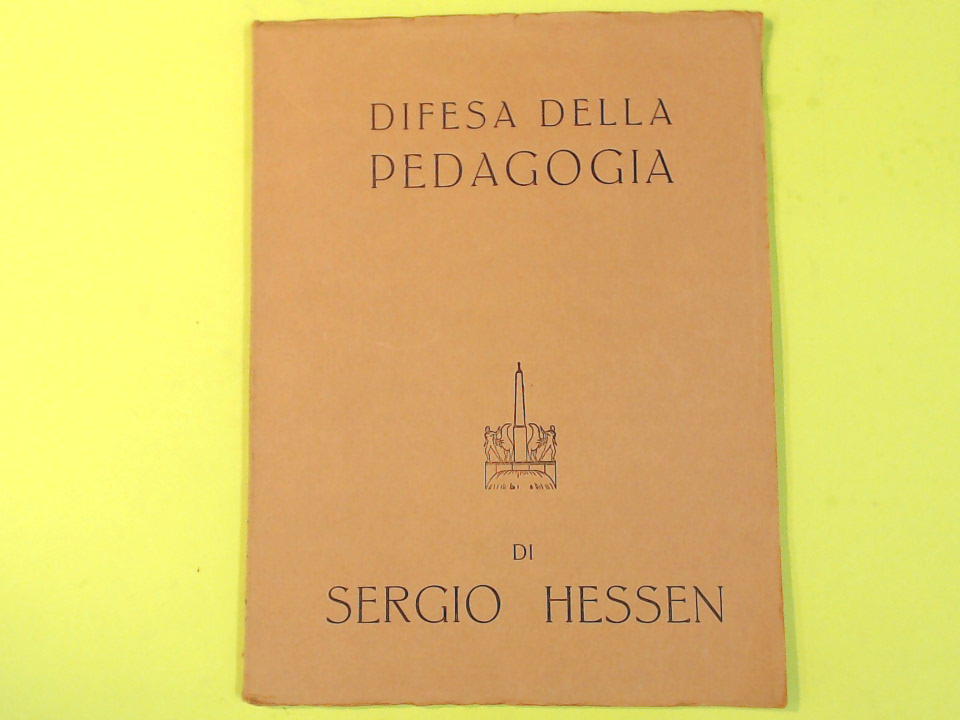 DIFESA DELLA
PEDAGOGIA
DI
SERGIO HESSEN